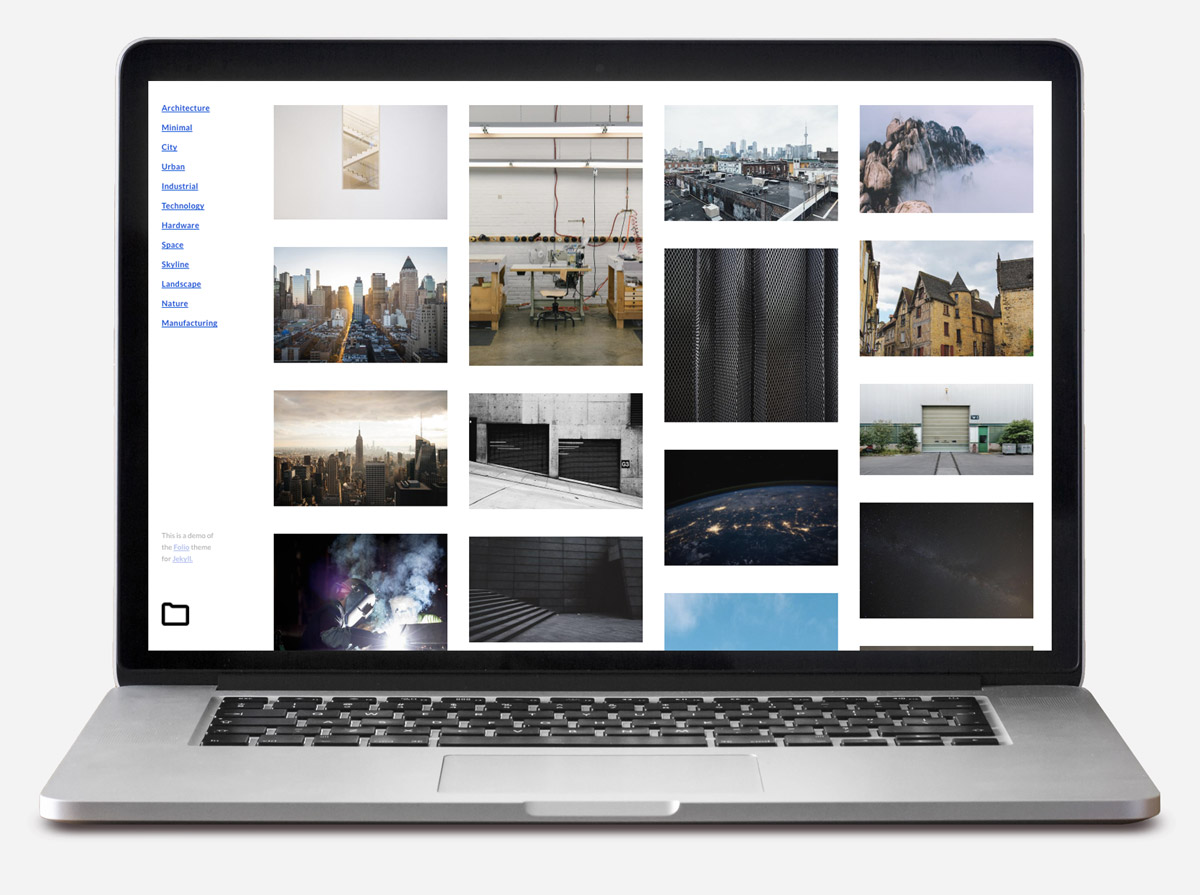 Architecture
Minimal
City
Urban
Industrial
Technology
Hardware
Space
Skyline
Landscape
Nature
Manufacturing
This is a demo of
the Folio theme
for Jekyll.
G3